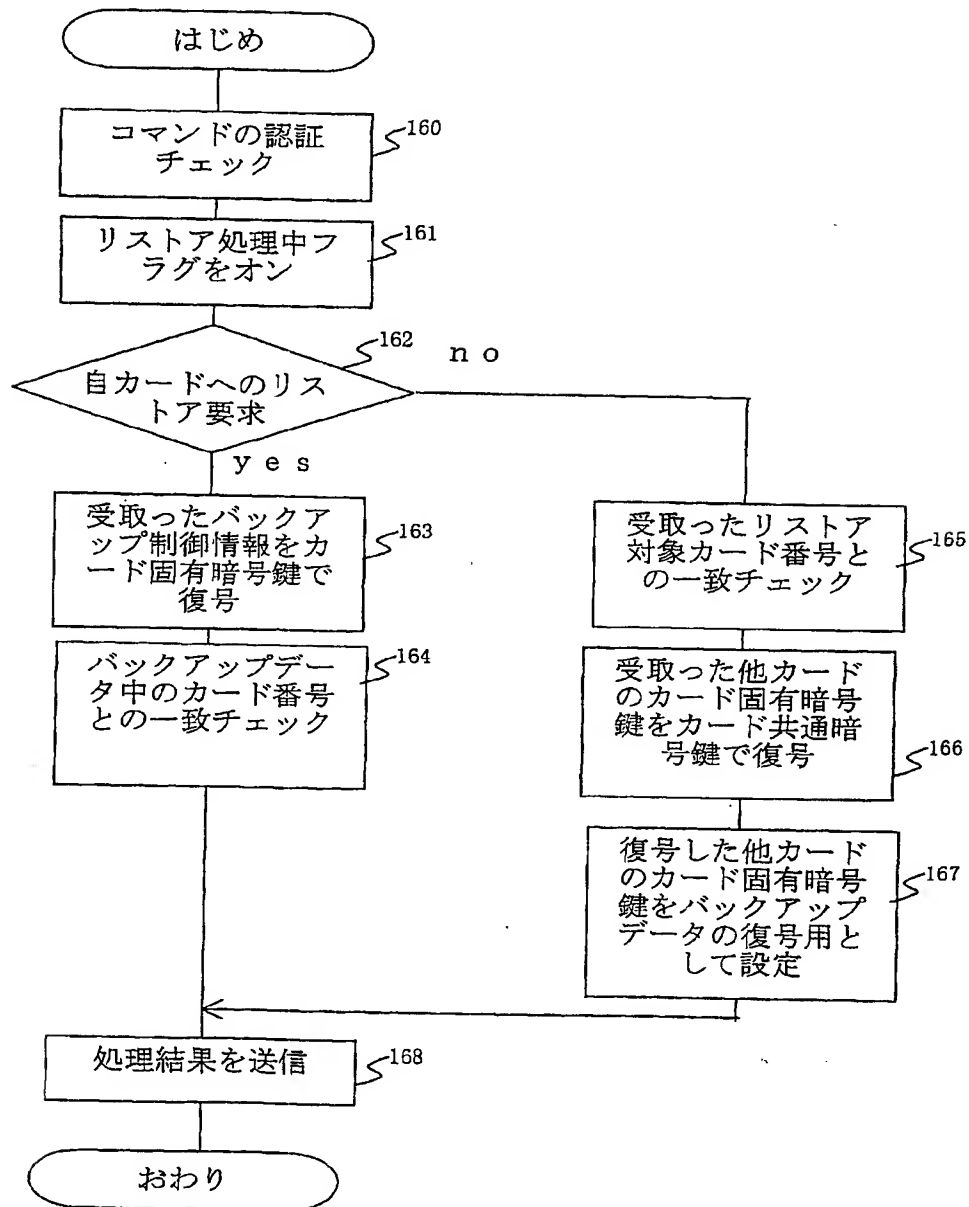 はじめ
コマンドの認証
チェック
160
リストア処理中フ
ラグをオン
161
自カードへのリス
トア要求
162
no
yes
受取ったバックア
ップ制御情報をカ
ード固有暗号鍵で
復号
163
バックアップデー
タ中のカード番号
との一致チェック
164
受取ったリストア
対象カード番号と
の一致チェック
165
受取った他カード
のカード固有暗号
鍵をカード共通暗
号鍵で復号
166
復号した他カード
のカード固有暗号
鍵をバックアップ
データの復号用と
して設定
167
処理結果を送信
168
おわり